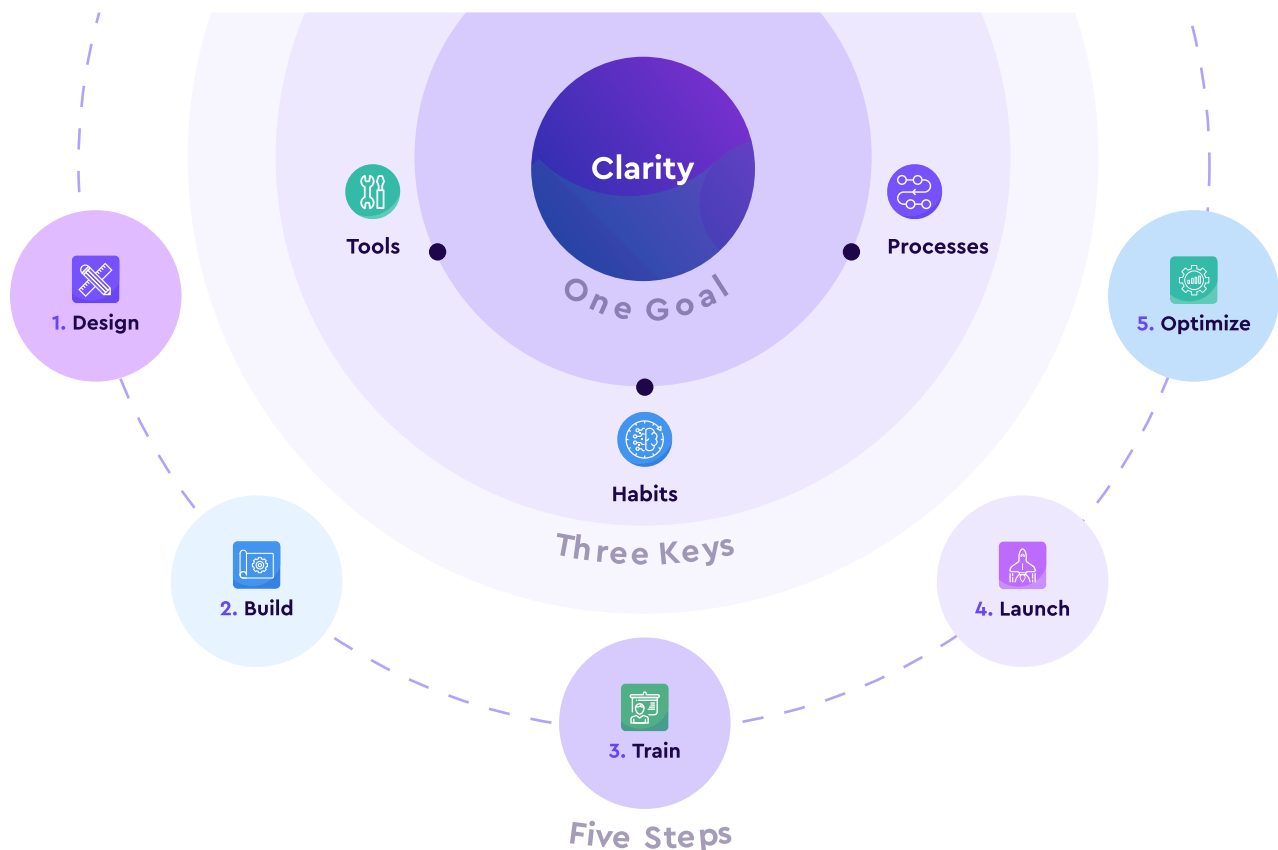 Clarity
One Goal
Tools
Processes
Habits
Three Keys
1. Design
2. Build
3. Train
4. Launch
5. Optimize
Five Steps